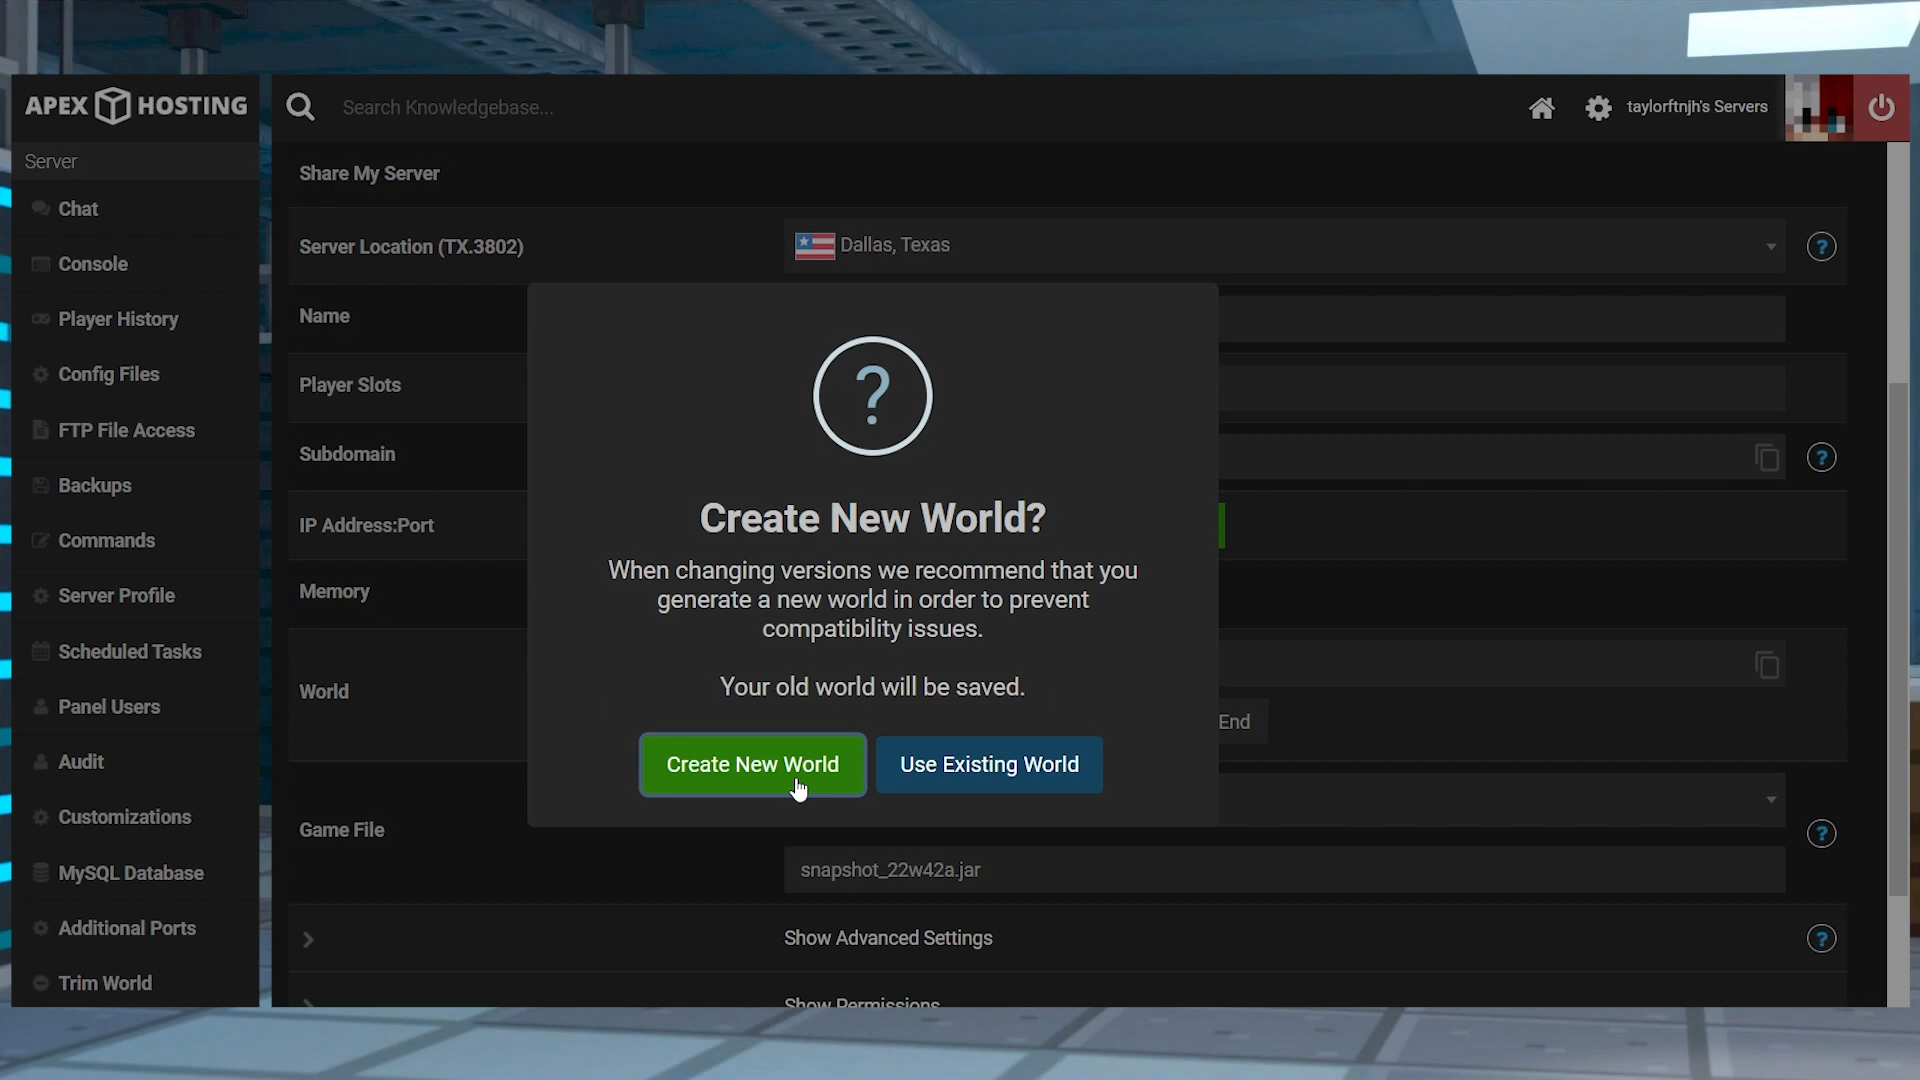 APEX HOSTING
Search Knowledgebase...
taylorftnjh's Servers
Server
Chat
Console
Player History
Config Files
FTP File Access
Backups
Commands
Server Profile
Scheduled Tasks
Panel Users
Audit
Customizations
MySQL Database
Additional Ports
Trim World
Share My Server
Server Location (TX.3802)
Dallas, Texas
?
Name
Player Slots
Subdomain
?
IP Address:Port
Memory
World
End
Game File
?
snapshot_22w42a.jar
Show Advanced Settings
?
Show Permissions
?
Create New World?
When changing versions we recommend that you
generate a new world in order to prevent
compatibility issues.
Your old world will be saved.
Create New World
Use Existing World